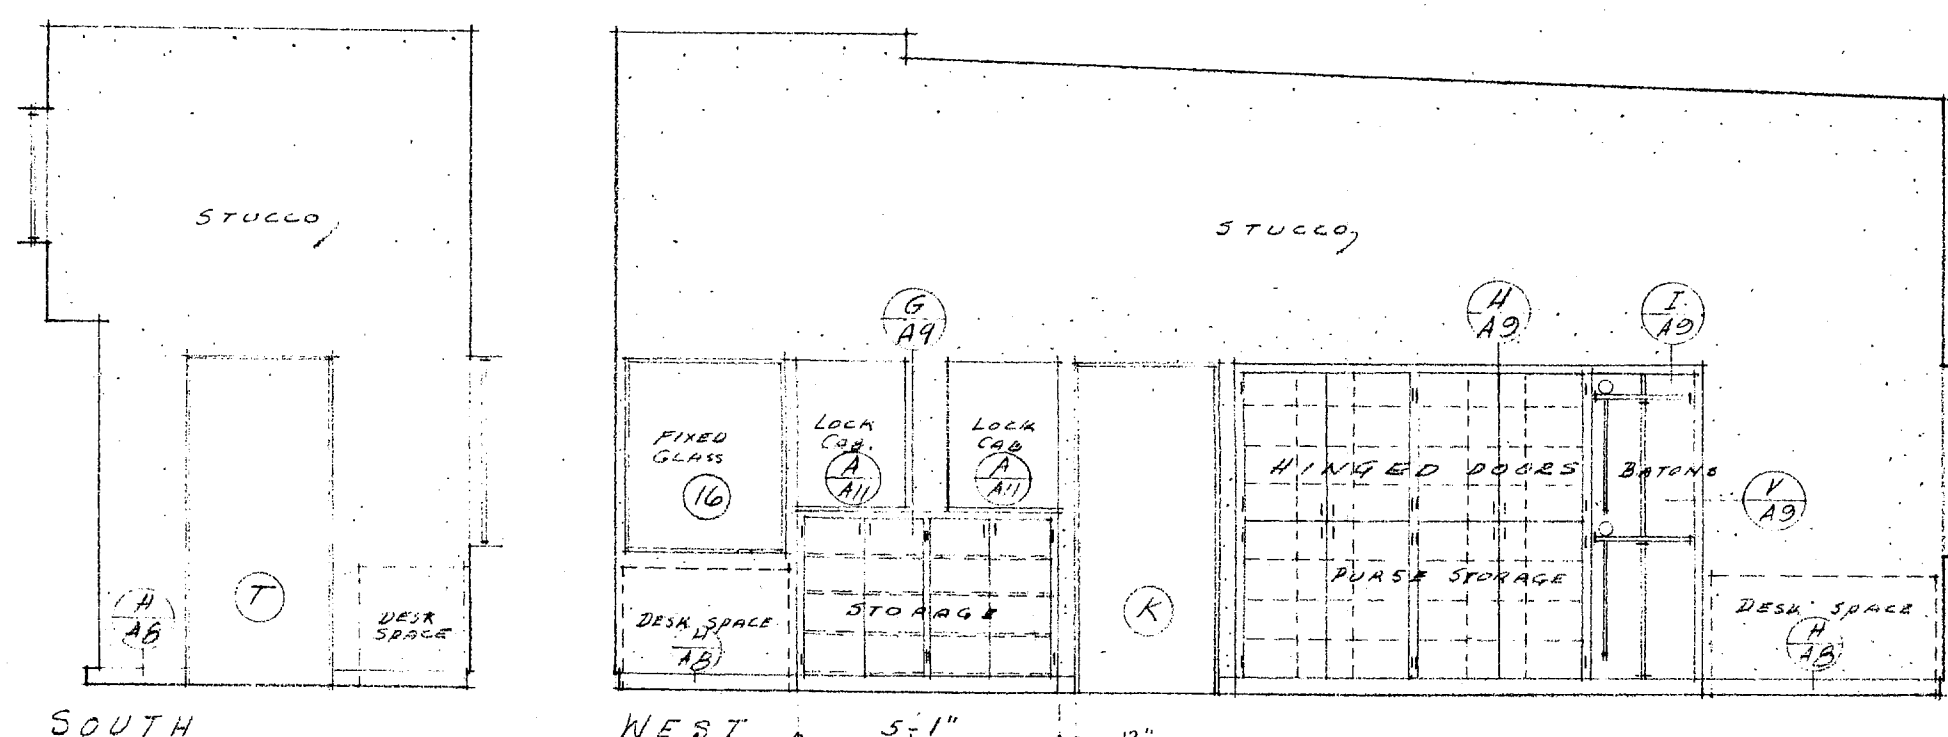 STUCCO
H
A8
T
DESK
SPACE
SOUTH
STUCCO
G
A9
H
A9
I
A9
FIXED
GLASS
16
LOCK
CAB.
A
A11
LOCK
CAB
A
A11
HINGED DOORS
BATONS
V
A9
PURSE STORAGE
DESK SPACE
H
A8
STORAGE
K
DESK SPACE
H
A8
WEST
5'-1"
12"